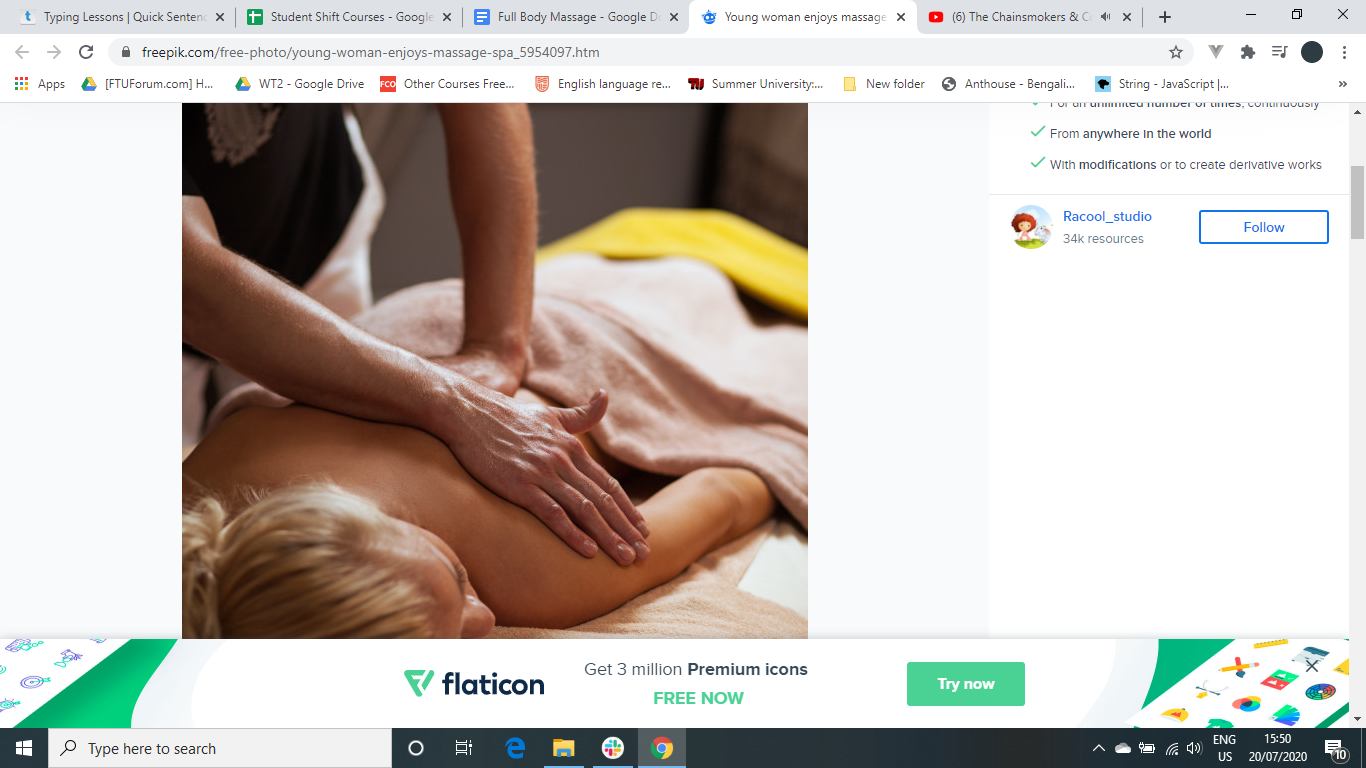 Typing Lessons | Quick Sentenc
Student Shift Courses - Google
Full Body Massage - Google Do
Young woman enjoys massage
(6) The Chainsmokers & C
freepik.com/free-photo/young-woman-enjoys-massage-spa_5954097.htm
Apps
[FTUForum.com] H...
WT2 - Google Drive
FCO
Other Courses Free...
English language re...
Summer University:...
New folder
Anthouse - Bengali...
String - JavaScript |...
»
For an unlimited number of times, continuously
From anywhere in the world
With modifications or to create derivative works
Racool_studio
34k resources
Follow
flaticon
Get 3 million Premium icons
FREE NOW
Try now
Type here to search
ENG
US
15:50
20/07/2020
10